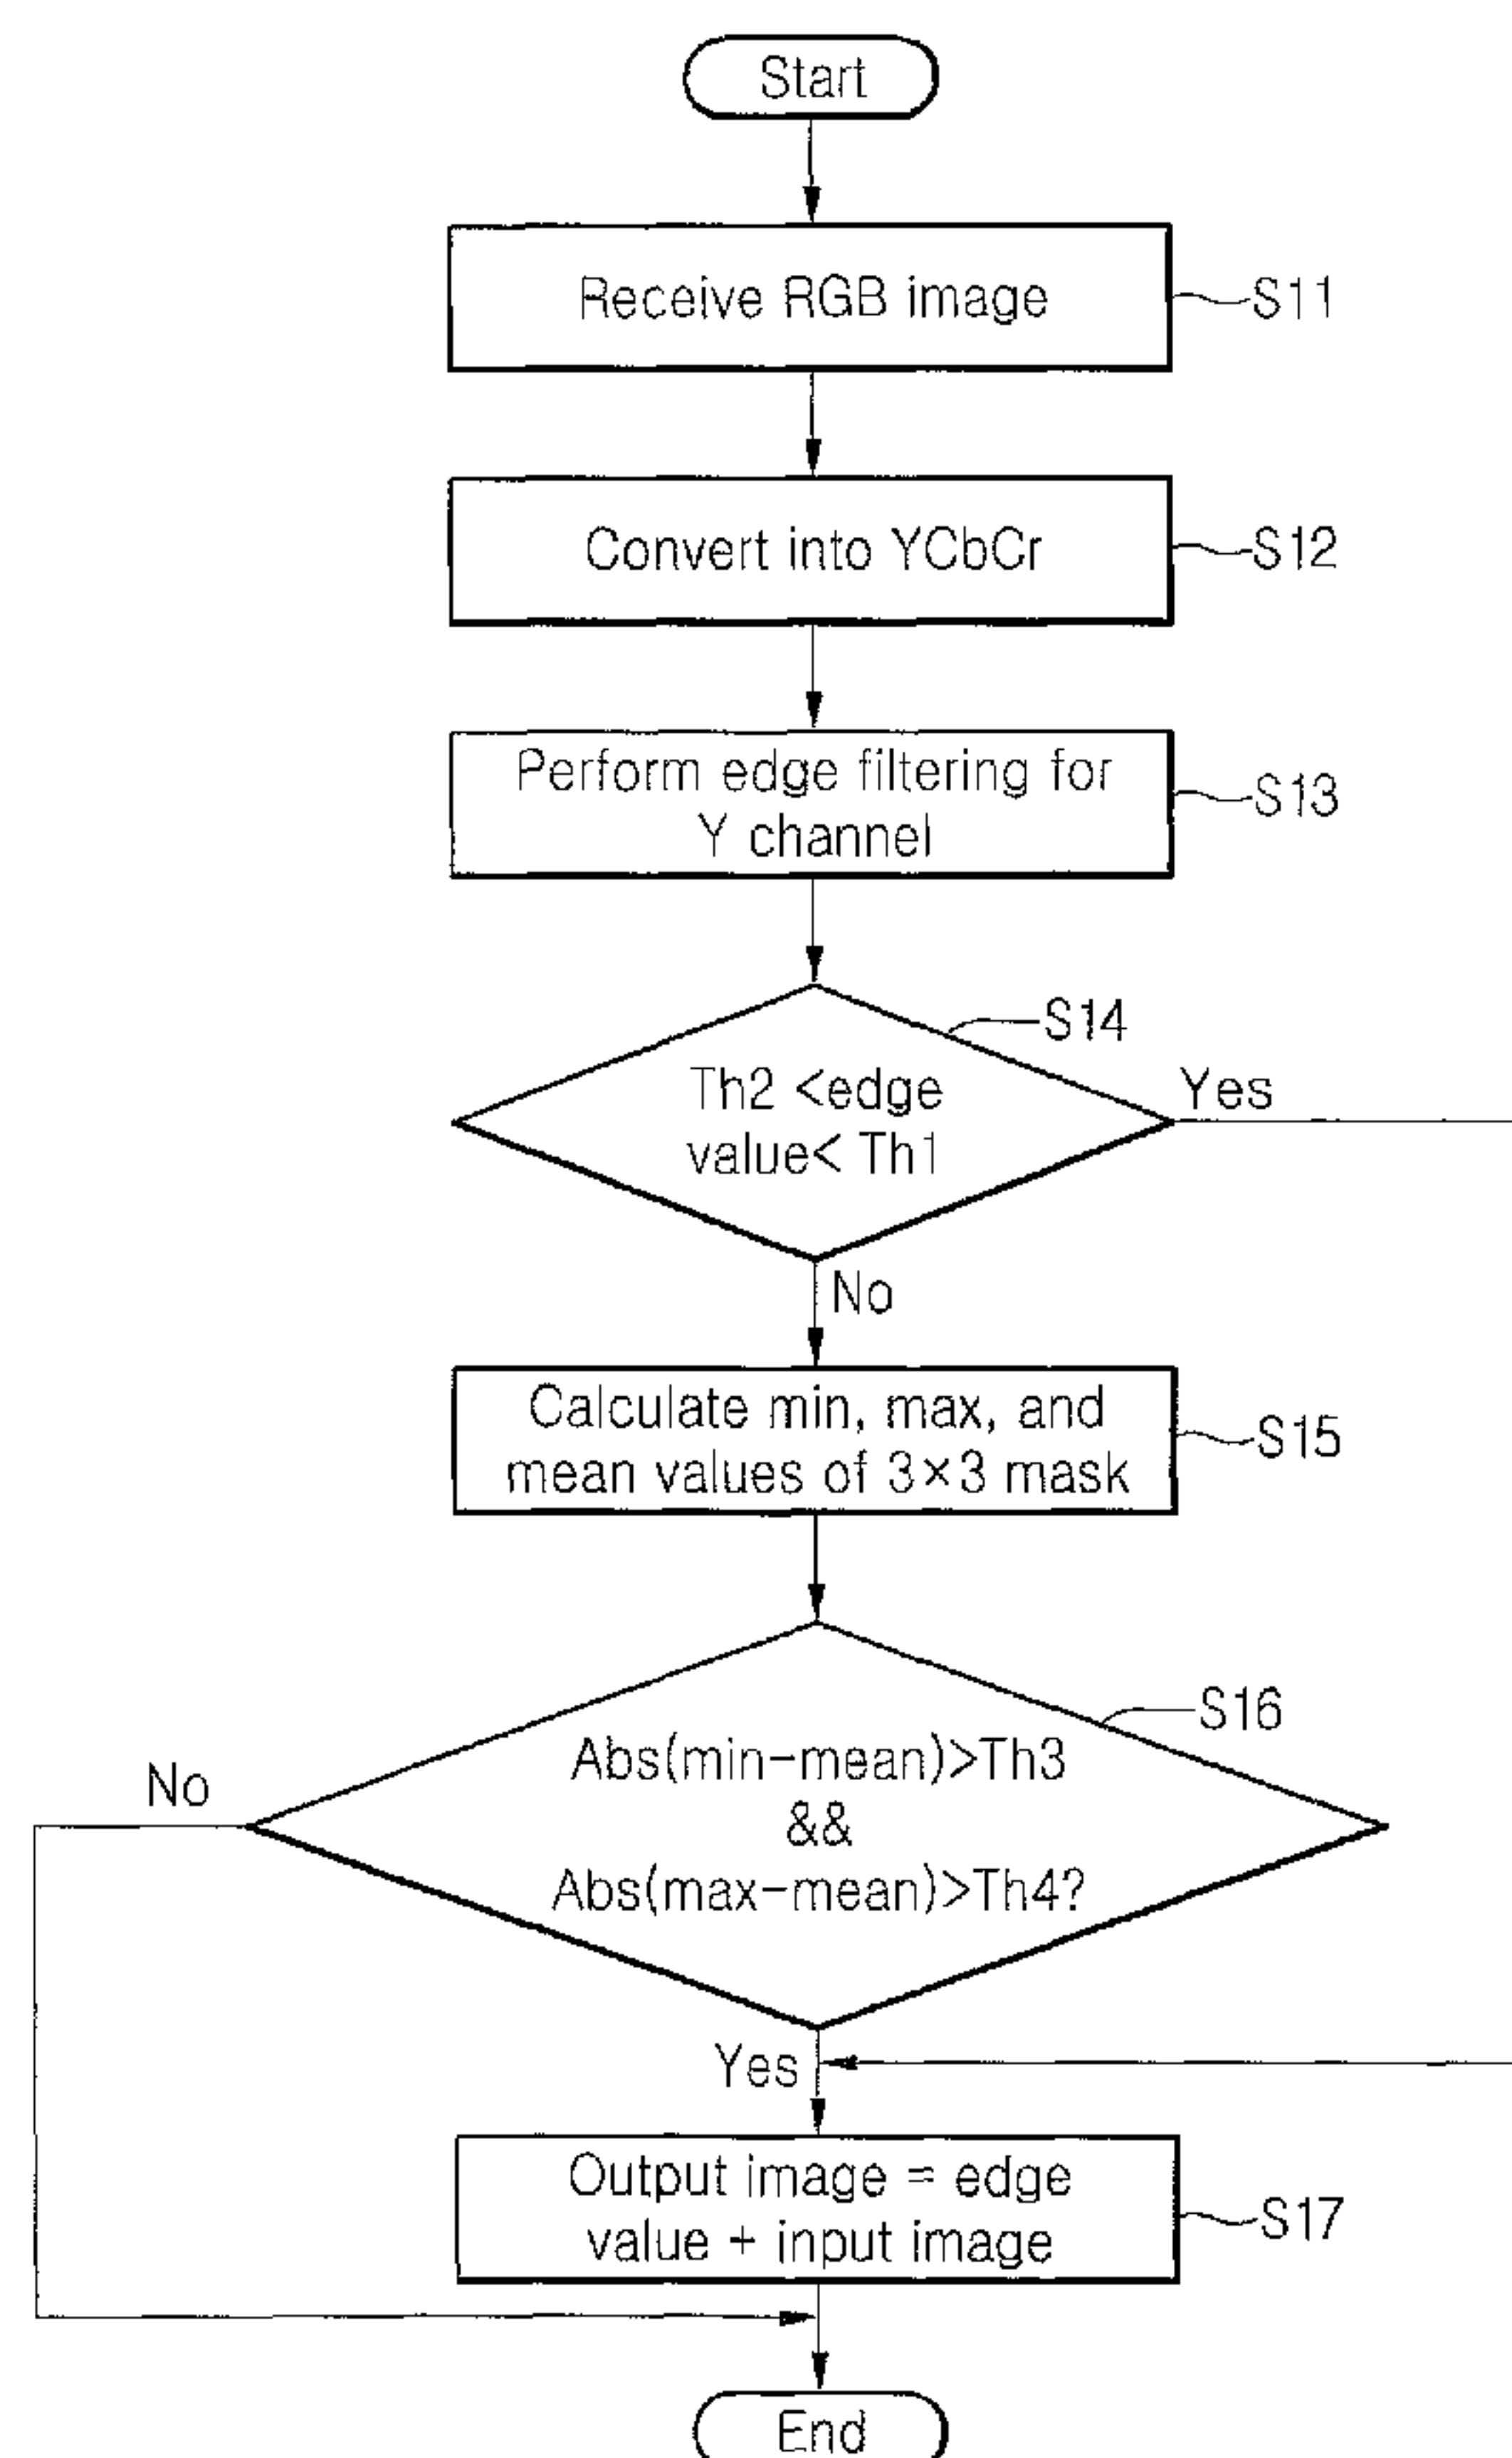 Start
Receive RGB image
S11
Convert into YCbCr
S12
Perform edge filtering for
Y channel
S13
S14
Th2 <edge
value< Th1
Yes
No
Calculate min, max, and
mean values of 3×3 mask
S15
S16
Abs(min-mean)>Th3
&&
Abs(max-mean)>Th4?
No
Yes
Output image = edge
value + input image
S17
End